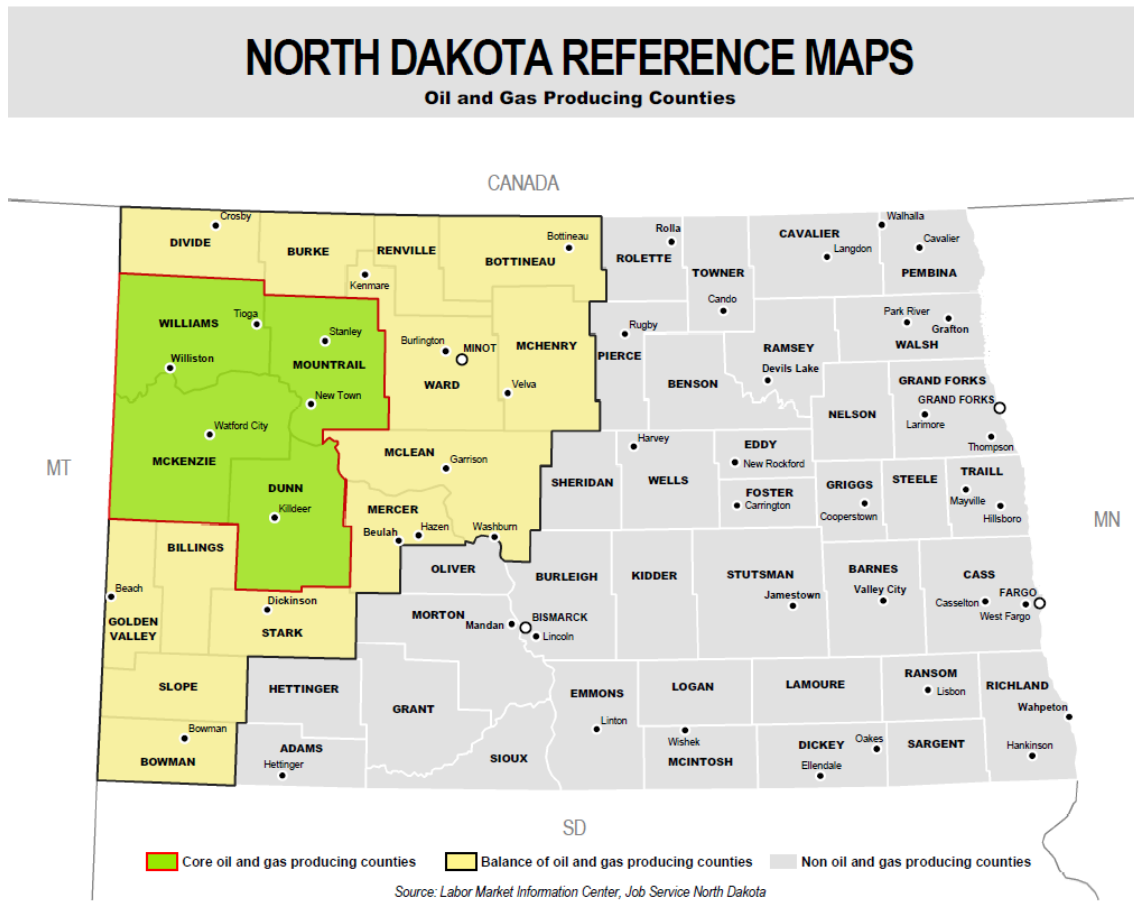 NORTH DAKOTA REFERENCE MAPS
Oil and Gas Producing Counties
CANADA
Crosby
DIVIDE
BURKE
RENVILLE
Kenmare
Bottineau
BOTTINEAU
Rolla
ROLETTE
TOWNER
Cando
CAVALIER
Langdon
Walhalla
Cavalier
PEMBINA
WILLIAMS
Tioga
Williston
Stanley
MOUNTRAIL
New Town
Burlington
MINOT
WARD
MCHENRY
Velva
Rugby
PIERCE
BENSON
RAMSEY
Devils Lake
Park River
Grafton
WALSH
GRAND FORKS
GRAND FORKS
Larimore
Thompson
NELSON
MT
Watford City
MCKENZIE
DUNN
Killdeer
MCLEAN
Garrison
MERCER
Beulah
Hazen
Washburn
SHERIDAN
Harvey
WELLS
EDDY
New Rockford
FOSTER
Carrington
GRIGGS
Cooperstown
STEELE
TRAILL
Mayville
Hillsboro
MN
BILLINGS
Beach
GOLDEN
VALLEY
Dickinson
STARK
OLIVER
MORTON
Mandan
BISMARCK
Lincoln
BURLEIGH
KIDDER
STUTSMAN
Jamestown
BARNES
Valley City
CASS
Casselton
FARGO
West Fargo
SLOPE
Bowman
BOWMAN
HETTINGER
ADAMS
Hettinger
GRANT
SIOUX
EMMONS
Linton
LOGAN
Wishek
MCINTOSH
LAMOURE
DICKEY
Oakes
Ellendale
RANSOM
Lisbon
SARGENT
RICHLAND
Wahpeton
Hankinson
SD
Core oil and gas producing counties
Balance of oil and gas producing counties
Non oil and gas producing counties
Source: Labor Market Information Center, Job Service North Dakota